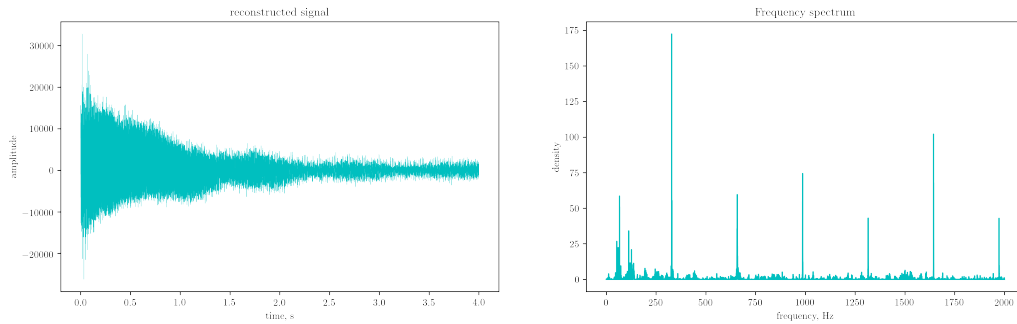 reconstructed signal
30000
20000
10000
0
−10000
−20000
amplitude
0.0 0.5 1.0 1.5 2.0 2.5 3.0 3.5 4.0
time, s
Frequency spectrum
175
150
125
100
75
50
25
0
density
0 250 500 750 1000 1250 1500 1750 2000
frequency, Hz